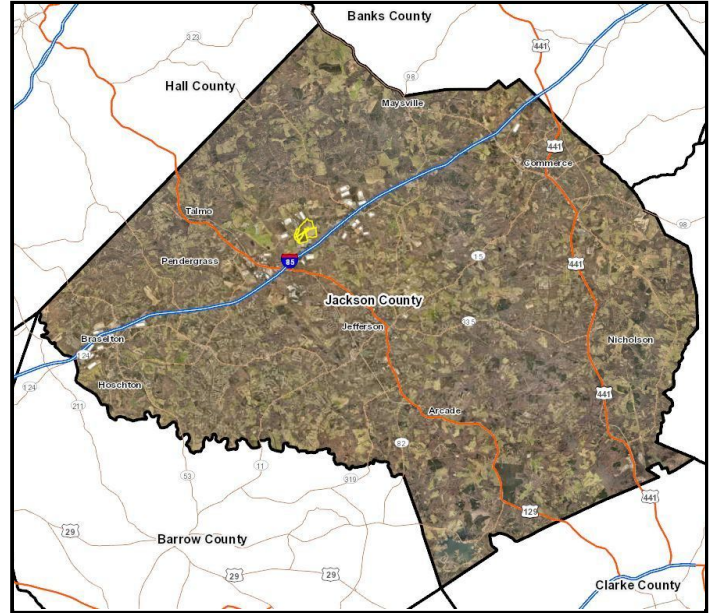 Banks County
441
323
Hall County
98
Maysville
441
Commerce
Talmo
98
Pendergrass
85
15
441
Jackson County
Jefferson
335
Nicholson
Braselton
124
124
Hoschton
441
211
Arcade
82
11
53
319
441
129
29
Barrow County
29
29
Clarke County